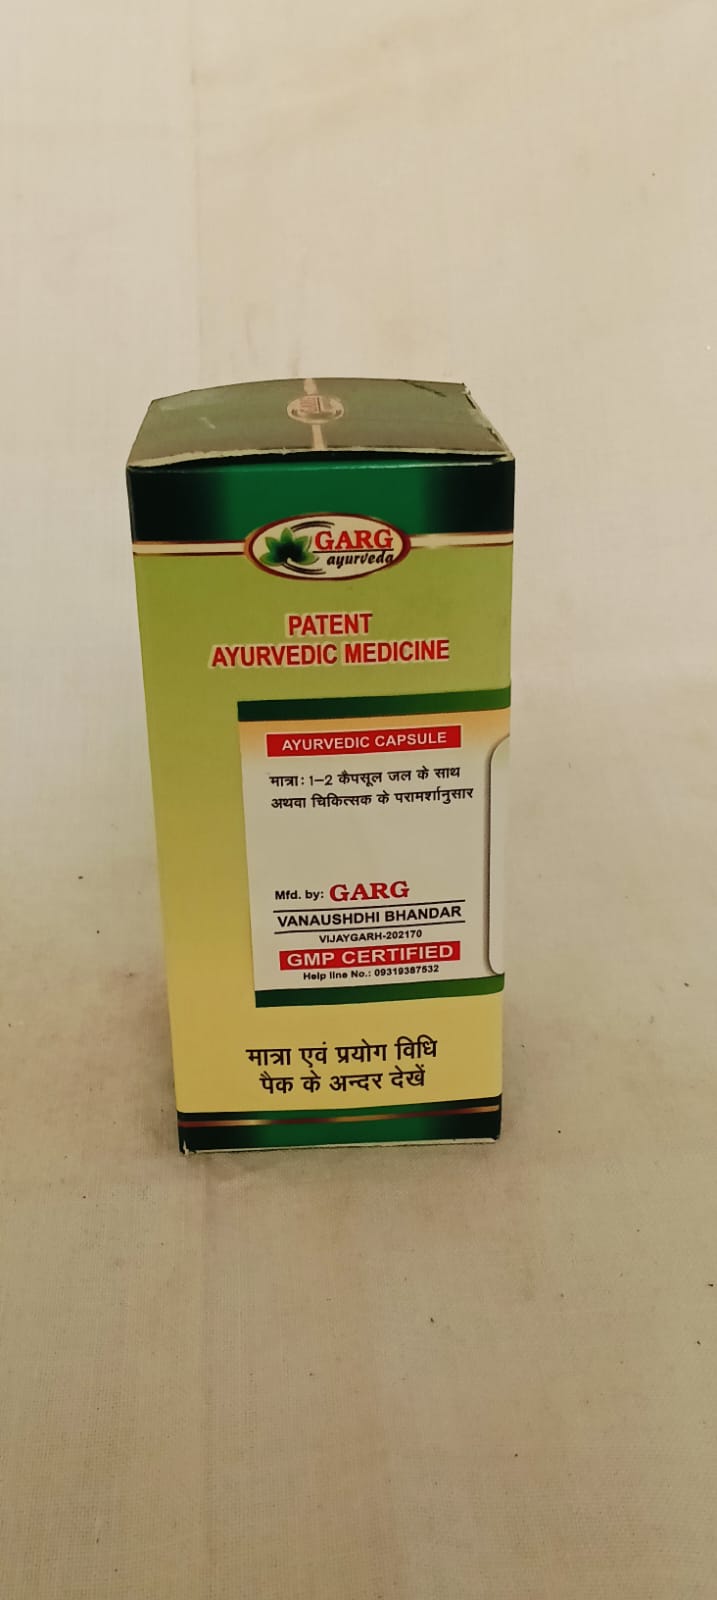 GARG
ayurveda
PATENT
AYURVEDIC MEDICINE
AYURVEDIC CAPSULE
मात्रा: 1–2 कैपसूल जल के साथ
अथवा चिकित्सक के परामर्शानुसार
Mfd. by: GARG
VANAUSHDHI BHANDAR
VIJAYGARH-202170
GMP CERTIFIED
Help line No.: 09319387532
मात्रा एवं प्रयोग विधि
पैक के अन्दर देखें